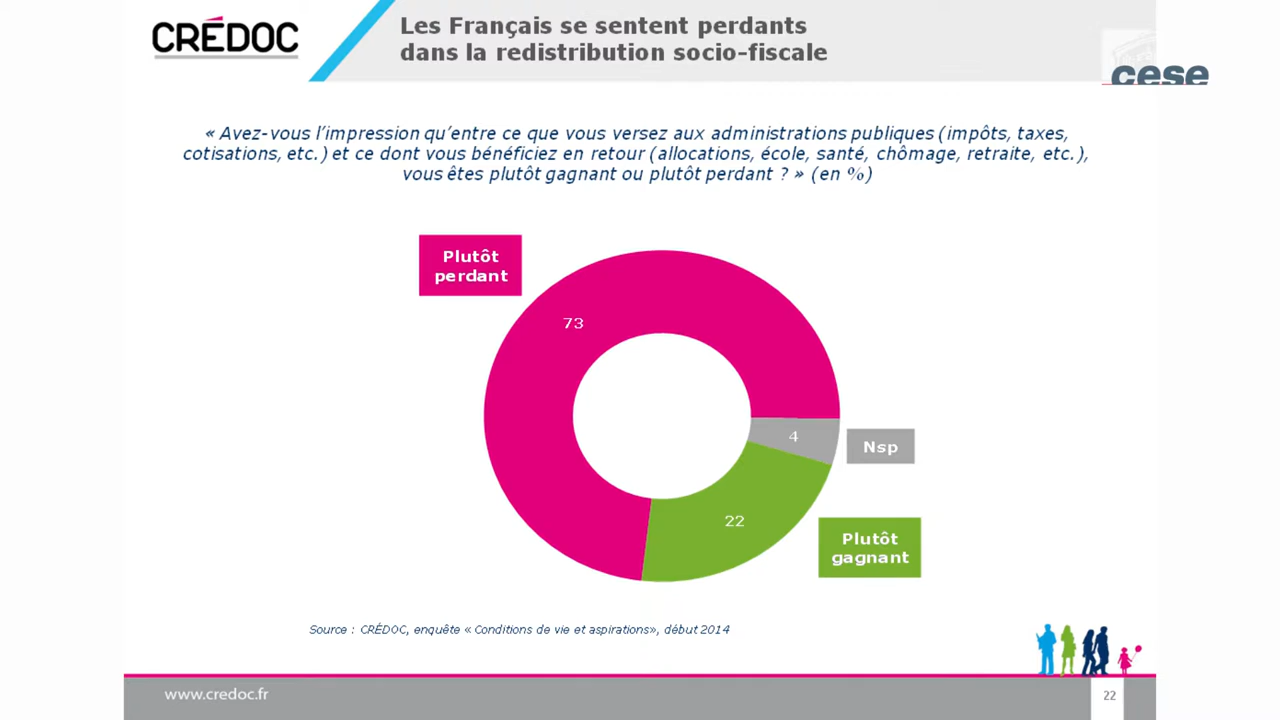 CRÉDOC
Les Français se sentent perdants
dans la redistribution socio-fiscale
cese
« Avez-vous l’impression qu’entre ce que vous versez aux administrations publiques (impôts, taxes,
cotisations, etc.) et ce dont vous bénéficiez en retour (allocations, école, santé, chômage, retraite, etc.),
vous êtes plutôt gagnant ou plutôt perdant ? » (en %)
Plutôt
perdant
73
4
Nsp
22
Plutôt
gagnant
Source : CRÉDOC, enquête « Conditions de vie et aspirations», début 2014
www.credoc.fr
22